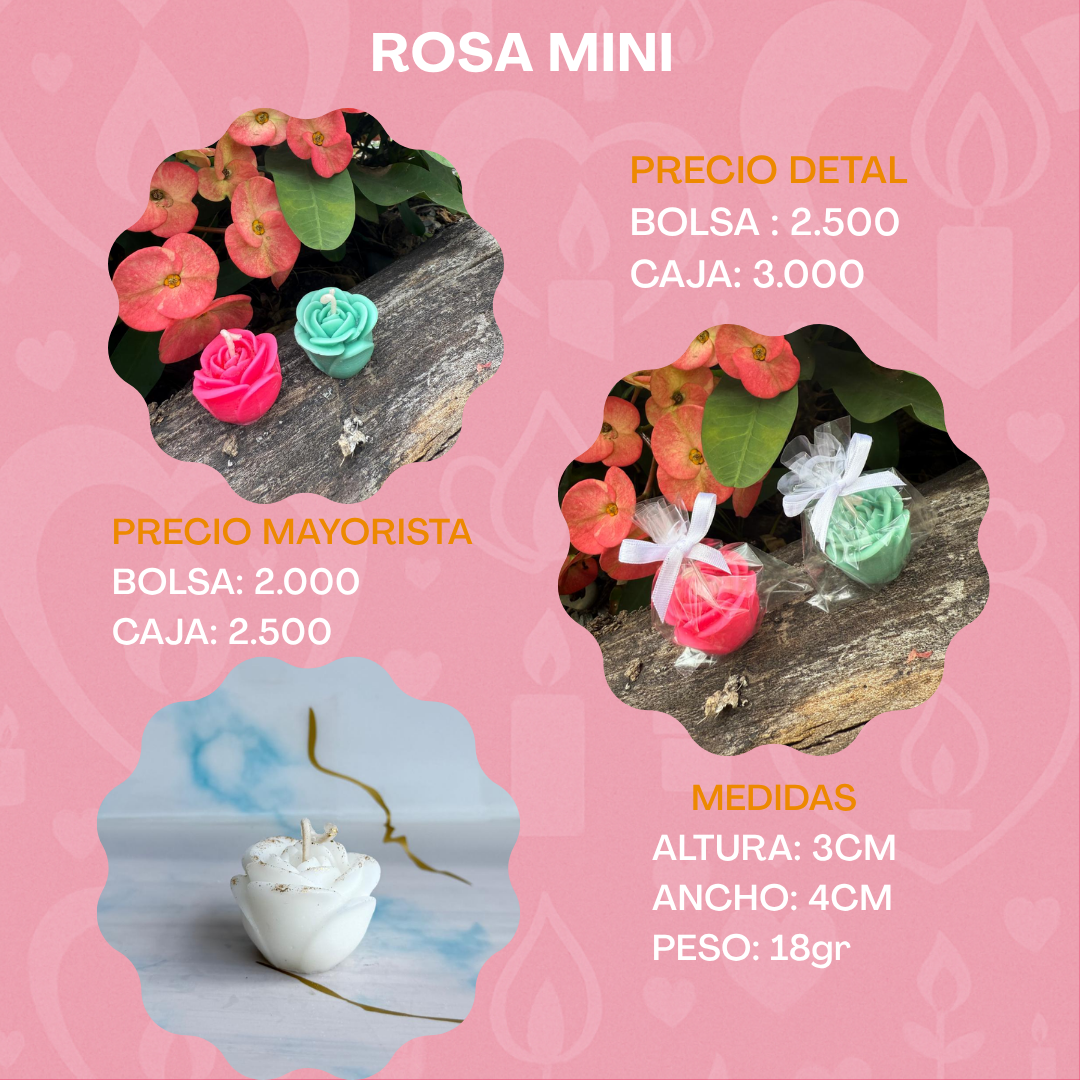 ROSA MINI
PRECIO DETAL
BOLSA : 2.500
CAJA: 3.000
PRECIO MAYORISTA
BOLSA: 2.000
CAJA: 2.500
MEDIDAS
ALTURA: 3CM
ANCHO: 4CM
PESO: 18gr